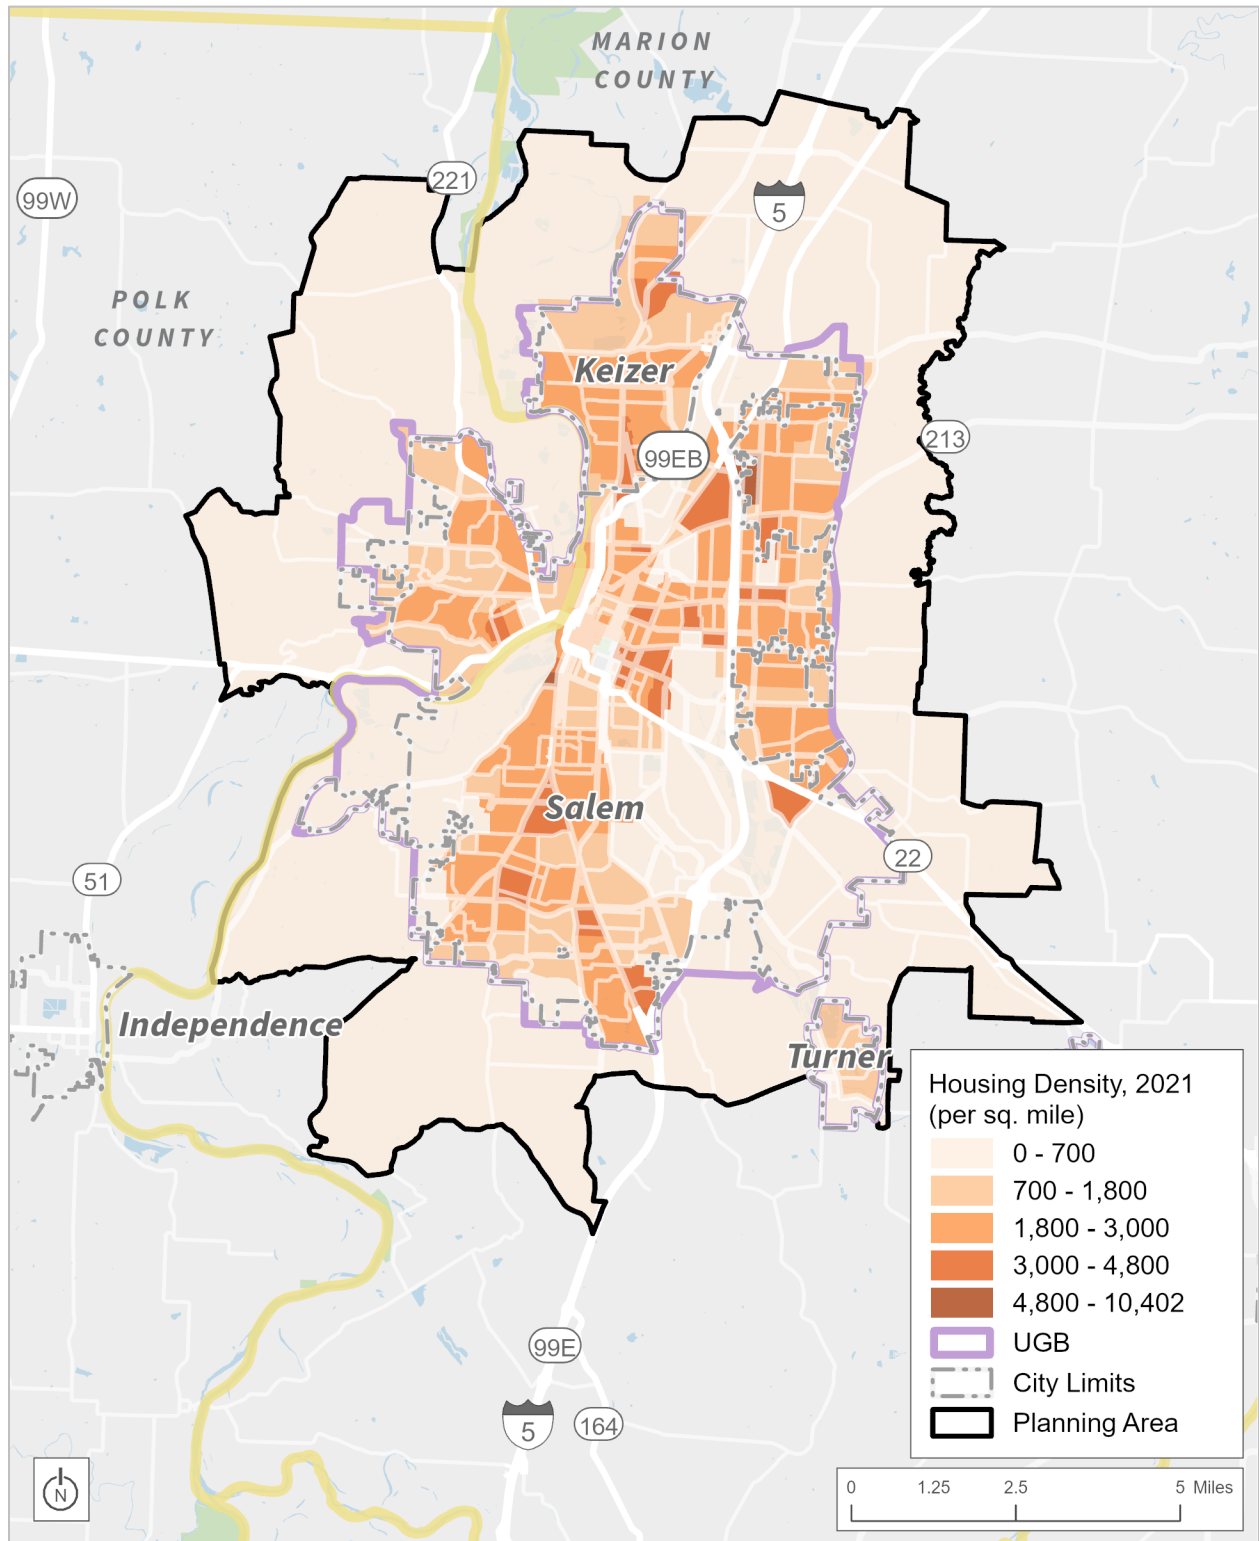 MARION
COUNTY
221
99W
5
POLK
COUNTY
Keizer
213
99EB
Salem
22
51
Independence
Turner
Housing Density, 2021
(per sq. mile)
0 - 700
700 - 1,800
1,800 - 3,000
3,000 - 4,800
4,800 - 10,402
UGB
City Limits
Planning Area
99E
5
164
N
0 1.25 2.5 5 Miles